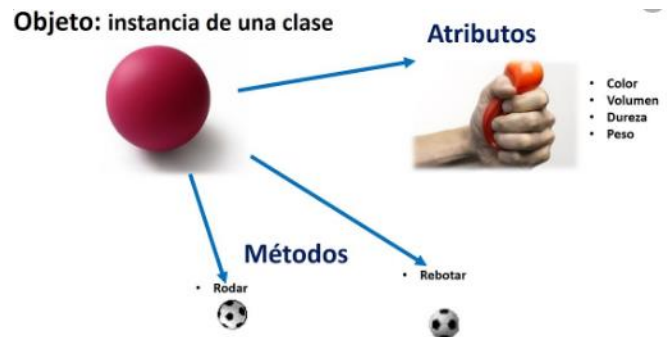 Objeto: instancia de una clase
Atributos
• Color
• Volumen
• Dureza
• Peso
Métodos
• Rodar
• Rebotar